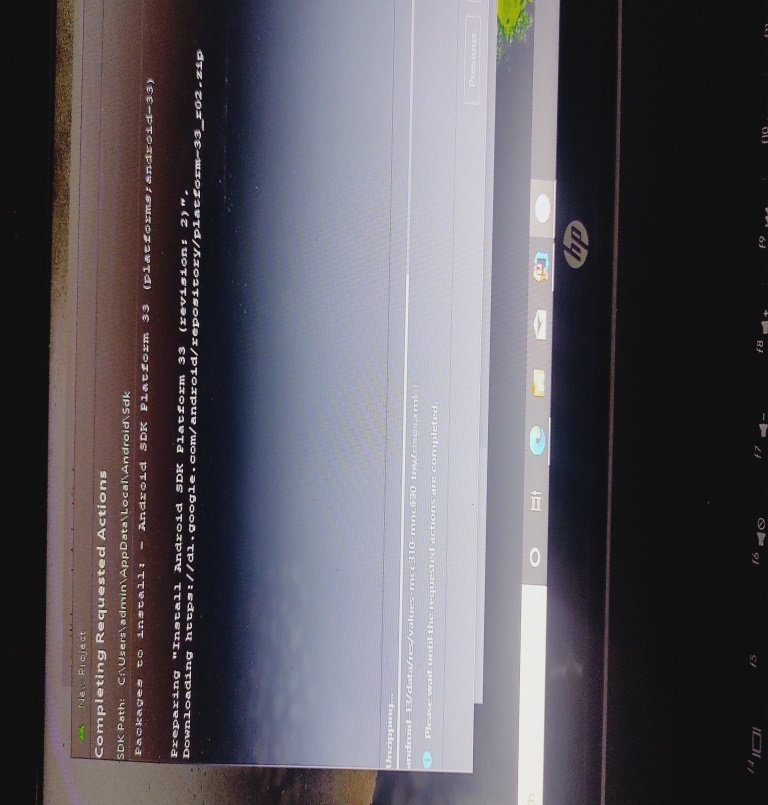 New Project
Completing Requested Actions
SDK Path: C:\Users\admin\AppData\Local\Android\Sdk
Packages to install: - Android SDK Platform 33 (platforms;android-33)
Preparing "Install Android SDK Platform 33 (revision: 2)".
Downloading https://dl.google.com/android/repository/platform-33_r02.zip
Unzipping...
android-13/data/res/values-mcc310-mnc630
Please wait until the requested actions are completed.
Previous
hp
f4
f5
f6
f7
f8
f9
f10